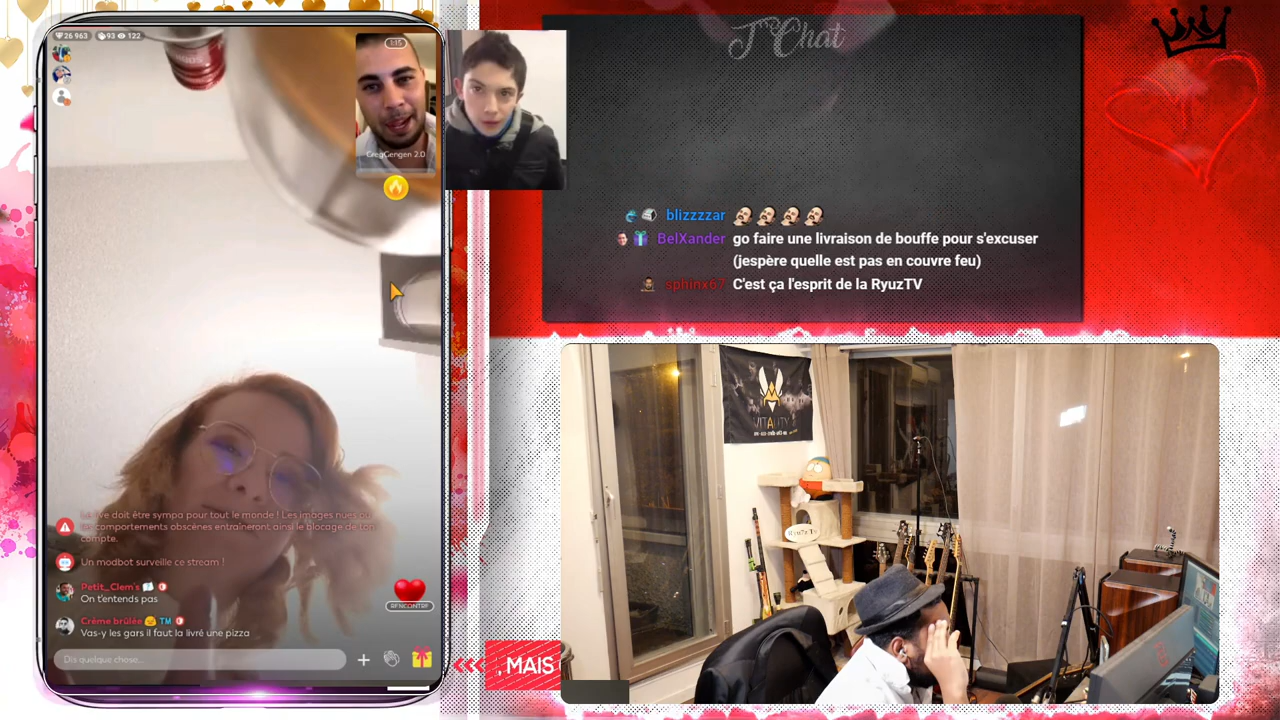 26 963 93 122
1:15
GregGengen 2.0
Le live doit être sympa pour tout le monde ! Les images nues ou
les comportements obscènes entraîneront ainsi le blocage de ton
compte.
Un modbot surveille ce stream !
Petit_Clem's
On t'entends pas
Crème brûlée TM
Vas-y les gars il faut la livré une pizza
RENCONTRE
Dis quelque chose...
MAIS
T'Chat
blizzzzar
BelXander go faire une livraison de bouffe pour s'excuser
(jespère quelle est pas en couvre feu)
sphinx67 C'est ça l'esprit de la RyuzTV
VITALITY
RyuzTV